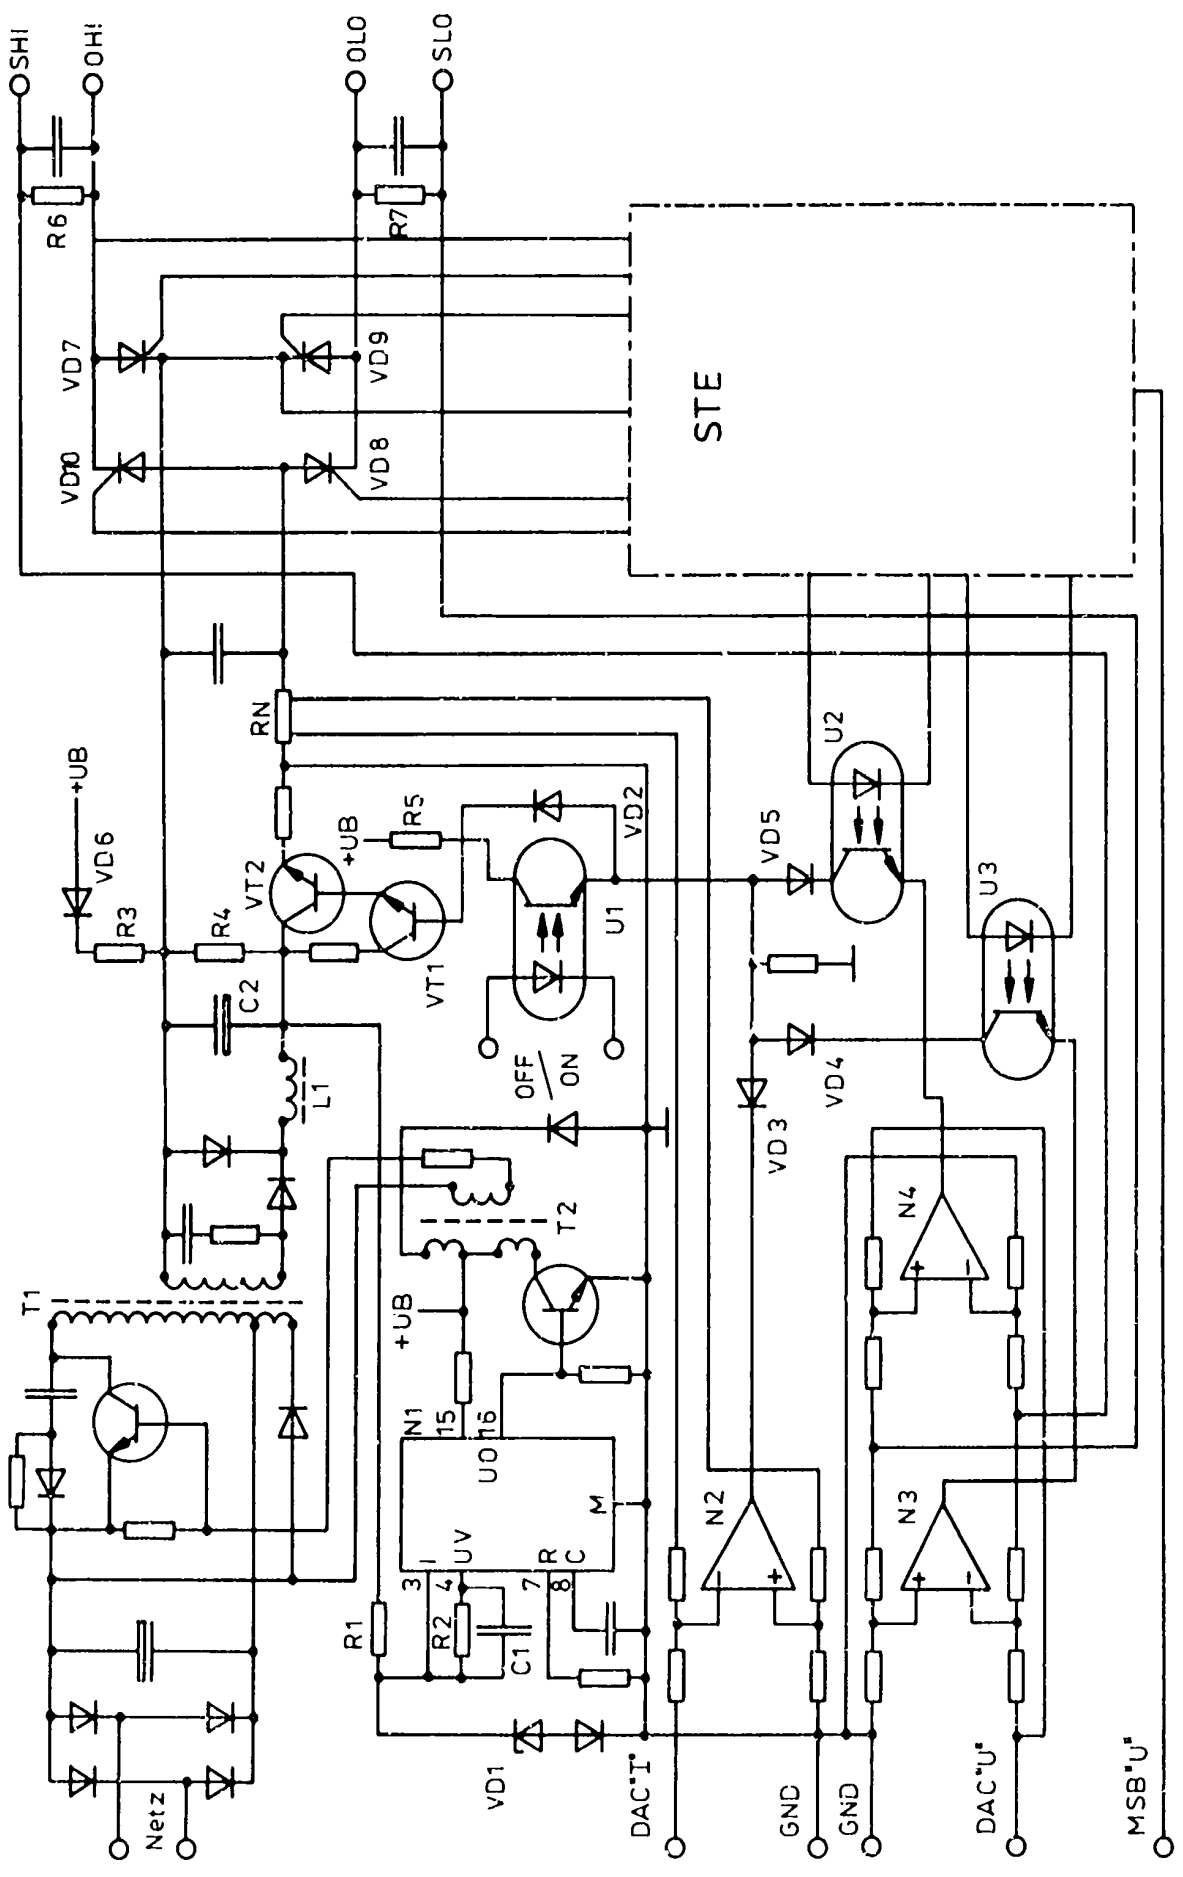 SHI
OHI
OLO
SLO
R6
R7
VD7
VD9
VD10
VD8
STE
+UB
VD6
R3
R4
RN
VT2
+UB
R5
VD2
C2
VT1
U1
VD5
U2
U3
L1
OFF/ON
VD4
VD3
T1
T2
+UB
N4
N1
15
16
UO
M
I
UV
R
C
3
4
7
8
N2
N3
-
+
+
-
+
-
R1
R2
C1
VD1
Netz
DAC"I"
GND
GND
DAC"U"
MSB"U"